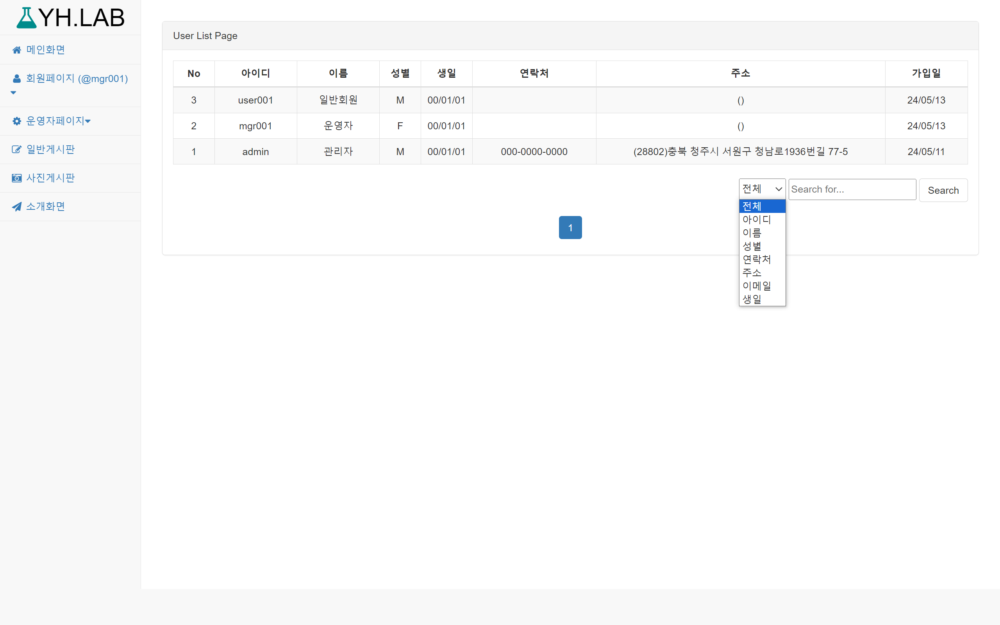 YH.LAB
메인화면
회원페이지 (@mgr001)
운영자페이지
일반게시판
사진게시판
소개화면
User List Page
No 아이디 이름 성별 생일 연락처 주소 가입일
3 user001 일반회원 M 00/01/01 () 24/05/13
2 mgr001 운영자 F 00/01/01 () 24/05/13
1 admin 관리자 M 00/01/01 000-0000-0000 (28802)충북 청주시 서원구 청남로1936번길 77-5 24/05/11
전체 Search for... Search
전체
아이디
이름
성별
연락처
주소
이메일
생일
1